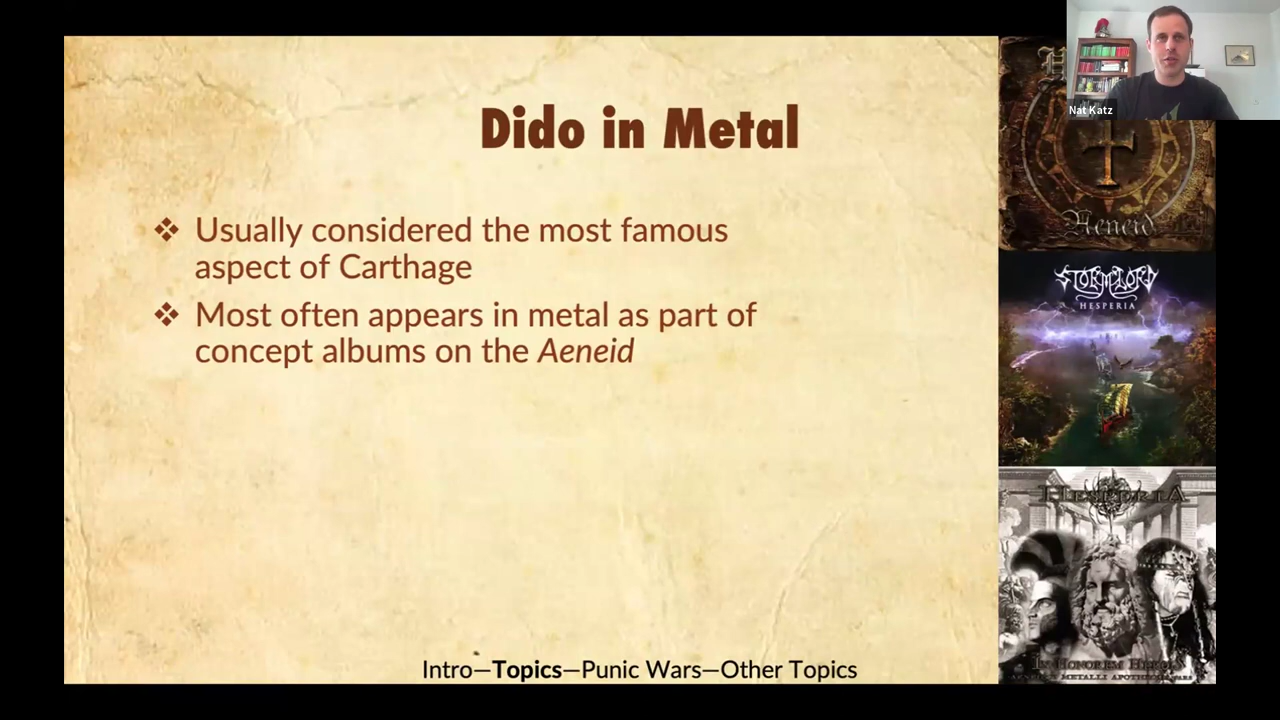 Dido in Metal
❖ Usually considered the most famous
aspect of Carthage
❖ Most often appears in metal as part of
concept albums on the Aeneid
Intro—Topics—Punic Wars—Other Topics
Nat Katz
Aeneid
STORMLORD
HESPERIA
HESPERIA